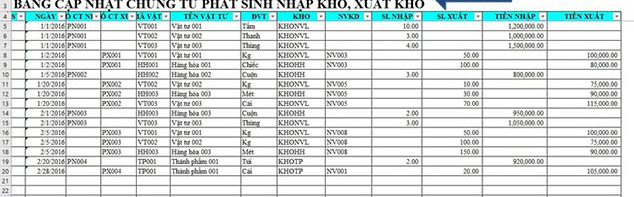 BẢNG CẬP NHẬT CHỨNG TỪ PHÁT SINH NHẬP KHO, XUẤT KHO
NGÀY Ố CT NI Ố CT XU Ã VẬT TÊN VẬT TƯ ĐVT KHO NVKD SL NHẬP SL XUẤT TIỀN NHẬP TIỀN XUẤT
5 1/1/2016 PN001 VT001 Vật tư 001 Tấm KHONVL 10.00 1,200,000.00
6 1/1/2016 PN001 VT002 Vật tư 002 Thanh KHONVL 3.00 1,000,000.00
7 1/1/2016 PN001 VT003 Vật tư 003 Thùng KHONVL 4.00 1,500,000.00
8 1/2/2016 PX001 VT001 Vật tư 001 Kg KHONVL NV003 50.00 100,000.00
9 1/2/2016 PX001 HH001 Hàng hóa 001 Chiếc KHOHH NV003 100.00 80,000.00
10 1/5/2016 PN002 HH002 Hàng hóa 002 Cuộn KHOHH 3.00 800,000.00
11 1/20/2016 PX002 VT002 Vật tư 002 Kg KHONVL NV005 10.00 75,000.00
12 1/20/2016 PX002 HH003 Hàng hóa 003 Mét KHOHH NV005 30.00 90,000.00
13 1/20/2016 PX002 VT003 Vật tư 003 Cái KHONVL NV005 70.00 115,000.00
14 2/1/2016 PN003 HH003 Hàng hóa 003 Cuộn KHOHH 2.00 950,000.00
15 2/1/2016 PN003 VT003 Vật tư 003 Thùng KHONVL 3.00 1,050,000.00
16 2/5/2016 PX003 VT001 Vật tư 001 Kg KHONVL NV008 50.00 100,000.00
17 2/5/2016 PX003 VT002 Vật tư 002 Kg KHONVL NV008 100.00 75,000.00
18 2/5/2016 PX003 HH003 Hàng hóa 003 Mét KHOHH NV008 150.00 90,000.00
19 2/20/2016 PN004 TP001 Thành phẩm 001 Túi KHOTP 2.00 920,000.00
20 2/28/2016 PX004 TP001 Thành phẩm 001 Cái KHOTP NV001 20.00 105,000.00
21
22